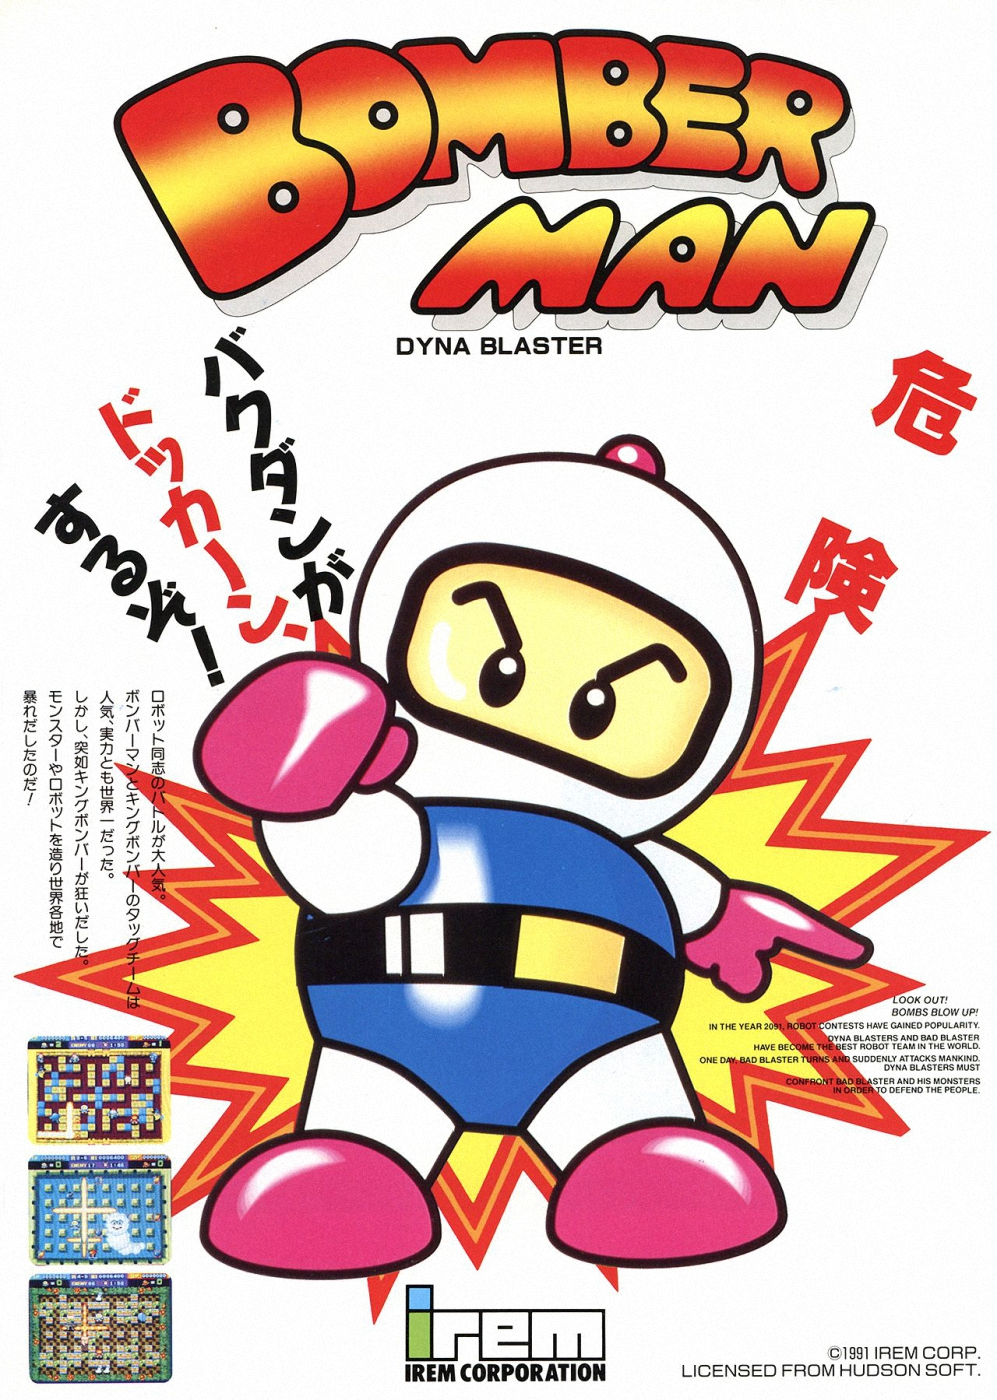 BOMBER
MAN
DYNA BLASTER
危
険
バクダンが
ドッカーン、
するぞ！
ロボット同志のバトルが大人気。
ボンバーマンとキングボンバーのタッグチームは
人気、実力とも世界一だった。
しかし、突如キングボンバーが狂いだした。
モンスターやロボットを造り世界各地で
暴れだしたのだ！
LOOK OUT!
BOMBS BLOW UP!
IN THE YEAR 2091, ROBOT CONTESTS HAVE GAINED POPULARITY.
DYNA BLASTERS AND BAD BLASTER
HAVE BECOME THE BEST ROBOT TEAM IN THE WORLD.
ONE DAY, BAD BLASTER TURNS AND SUDDENLY ATTACKS MANKIND.
DYNA BLASTERS MUST
CONFRONT BAD BLASTER AND HIS MONSTERS
IN ORDER TO DEFEND THE PEOPLE.
irem
IREM CORPORATION
©1991 IREM CORP.
LICENSED FROM HUDSON SOFT.